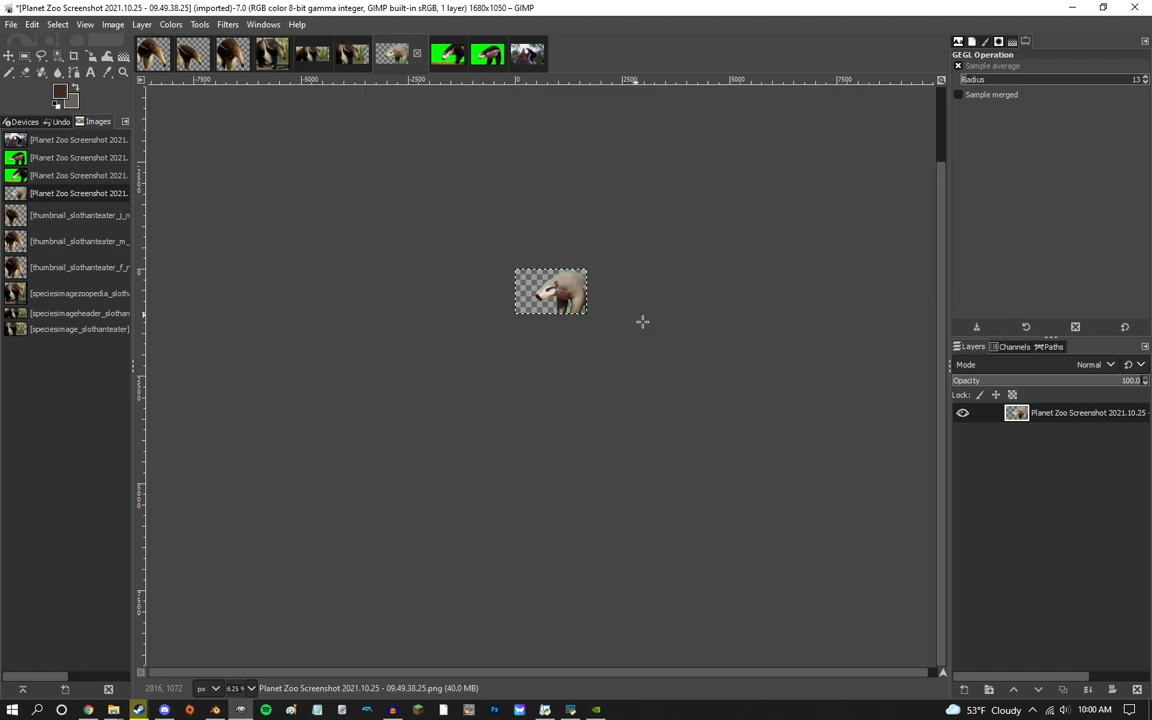 *[Planet Zoo Screenshot 2021.10.25 - 09.49.38.25] (imported)-7.0 (RGB color 8-bit gamma integer, GIMP built-in sRGB, 1 layer) 1680x1050 – GIMP
File Edit Select View Image Layer Colors Tools Filters Windows Help
-7500 -5000 -2500 0 2500 5000 7500
GEGL Operation
Sample average
Radius 13
Sample merged
Devices Undo Images
[Planet Zoo Screenshot 2021.
[Planet Zoo Screenshot 2021.
[Planet Zoo Screenshot 2021.
[Planet Zoo Screenshot 2021.
[thumbnail_slothanteater_j_n
[thumbnail_slothanteater_m_
[thumbnail_slothanteater_f_n
[speciesimagezoopedia_sloth
[speciesimageheader_slothan
[speciesimage_slothanteater]
Layers Channels Paths
Mode Normal
Opacity 100.0
Lock:
Planet Zoo Screenshot 2021.10.25 -
2816, 1072 px 6.25 % Planet Zoo Screenshot 2021.10.25 - 09.49.38.25.png (40.0 MB)
53°F Cloudy 10:00 AM